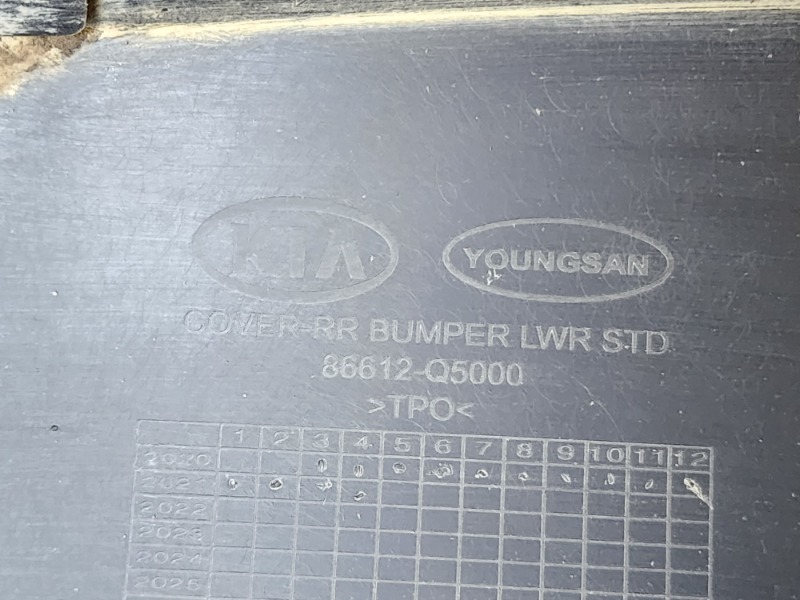 KIA YOUNGSAN
COVER-RR BUMPER LWR STD
86612-Q5000
>TPO<
1 2 3 4 5 6 7 8 9 10 11 12
2020
2021
2022
2023
2024
2025